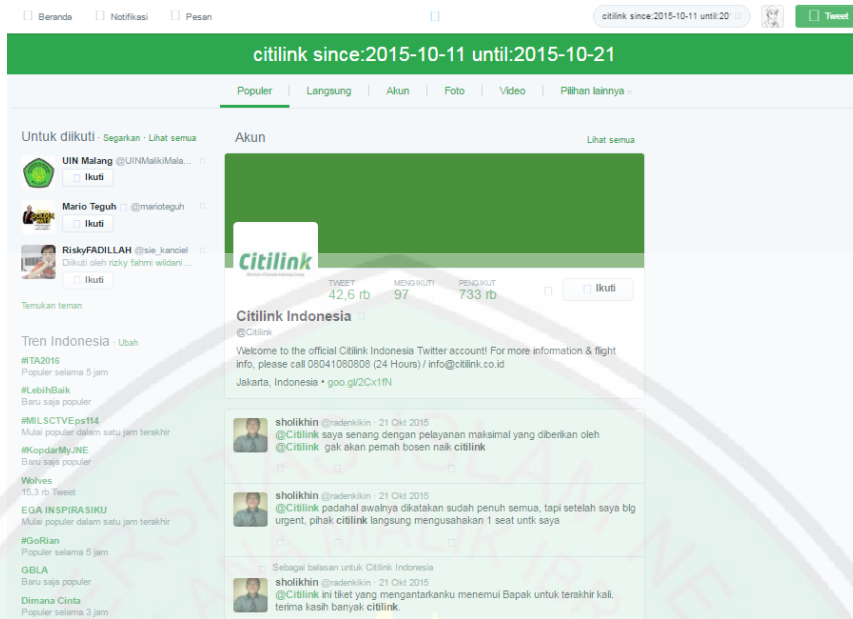 Beranda Notifikasi Pesan citilink since:2015-10-11 until:20 Tweet
citilink since:2015-10-11 until:2015-10-21
Populer Langsung Akun Foto Video Pilihan lainnya
Untuk diikuti · Segarkan · Lihat semua
UIN Malang @UINMalikiMala...
Ikuti
Mario Teguh @marioteguh
Ikuti
RiskyFADILLAH @sie_kanciel
Diikuti oleh rizky fahmi wildani ...
Ikuti
Temukan teman
Tren Indonesia · Ubah
#ITA2016
Populer selama 5 jam
#LebihBaik
Baru saja populer
#MILSCTVEps114
Mulai populer dalam satu jam terakhir
#KopdarMyJNE
Baru saja populer
Wolves
15,3 rb Tweet
EGA INSPIRASIKU
Mulai populer dalam satu jam terakhir
#GoRian
Populer selama 5 jam
GBLA
Baru saja populer
Dimana Cinta
Populer selama 3 jam
Akun Lihat semua
Citilink
TWEET MENGIKUTI PENGIKUT
42,6 rb 97 733 rb Ikuti
Citilink Indonesia
@Citilink
Welcome to the official Citilink Indonesia Twitter account! For more information & flight
info, please call 08041080808 (24 Hours) / info@citilink.co.id
Jakarta, Indonesia • goo.gl/2Cx1fN
sholikhin @radenkikin · 21 Okt 2015
@Citilink saya senang dengan pelayanan maksimal yang diberikan oleh
@Citilink gak akan pernah bosen naik citilink
sholikhin @radenkikin · 21 Okt 2015
@Citilink padahal awalnya dikatakan sudah penuh semua, tapi setelah saya blg
urgent, pihak citilink langsung mengusahakan 1 seat untk saya
Sebagai balasan untuk Citilink Indonesia
sholikhin @radenkikin · 21 Okt 2015
@Citilink ini tiket yang mengantarkanku menemui Bapak untuk terakhir kali.
terima kasih banyak citilink.